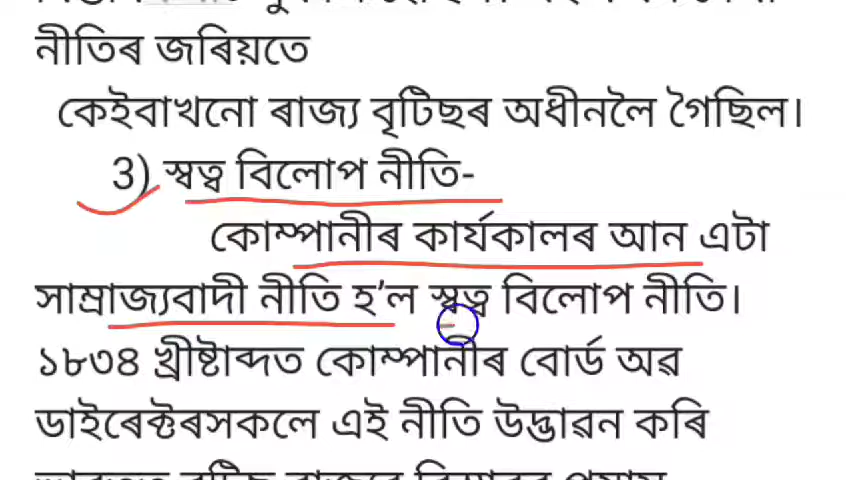 নীতিৰ জৰিয়তে
কেইবাখনো ৰাজ্য বৃটিছৰ অধীনলৈ গৈছিল।
3) স্বত্ব বিলোপ নীতি-
কোম্পানীৰ কাৰ্যকালৰ আন এটা
সাম্ৰাজ্যবাদী নীতি হ'ল স্বত্ব বিলোপ নীতি।
১৮৩৪ খ্ৰীষ্টাব্দত কোম্পানীৰ বোৰ্ড অৱ
ডাইৰেক্টৰসকলে এই নীতি উদ্ভাৱন কৰি